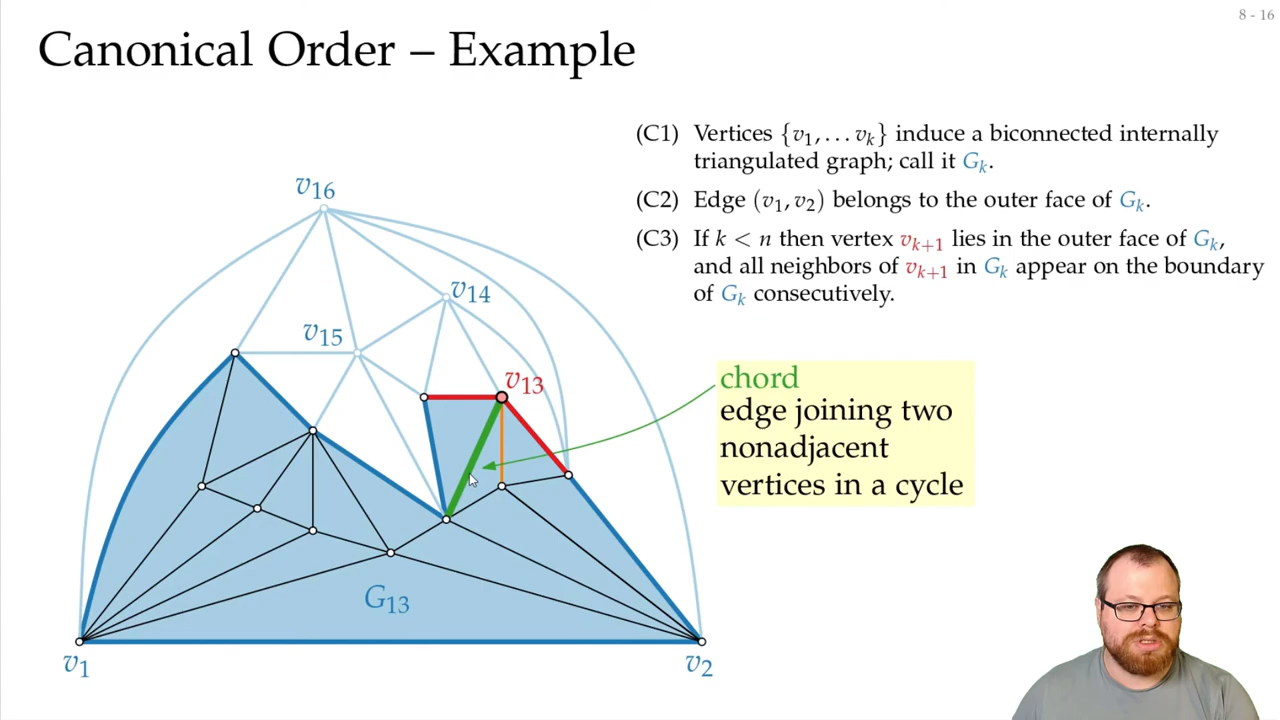 8 - 16
Canonical Order – Example
(C1) Vertices {v₁, … vₖ} induce a biconnected internally
triangulated graph; call it Gₖ.
(C2) Edge (v₁, v₂) belongs to the outer face of Gₖ.
(C3) If k < n then vertex vₖ₊₁ lies in the outer face of Gₖ,
and all neighbors of vₖ₊₁ in Gₖ appear on the boundary
of Gₖ consecutively.
v₁₆
v₁₄
v₁₅
v₁₃
chord
edge joining two
nonadjacent
vertices in a cycle
G₁₃
v₁
v₂